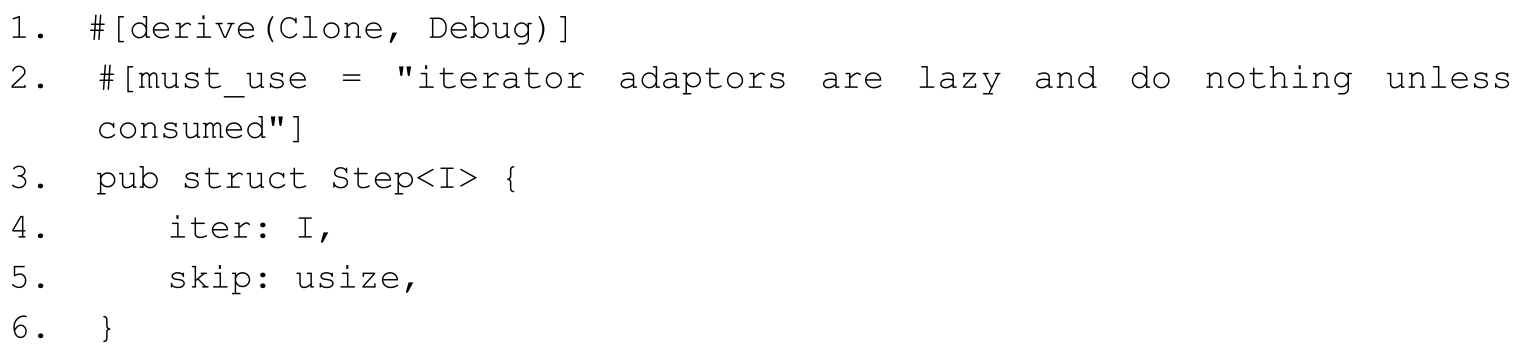 1. #[derive(Clone, Debug)]
2. #[must_use = "iterator adaptors are lazy and do nothing unless
consumed"]
3. pub struct Step<I> {
4. iter: I,
5. skip: usize,
6. }